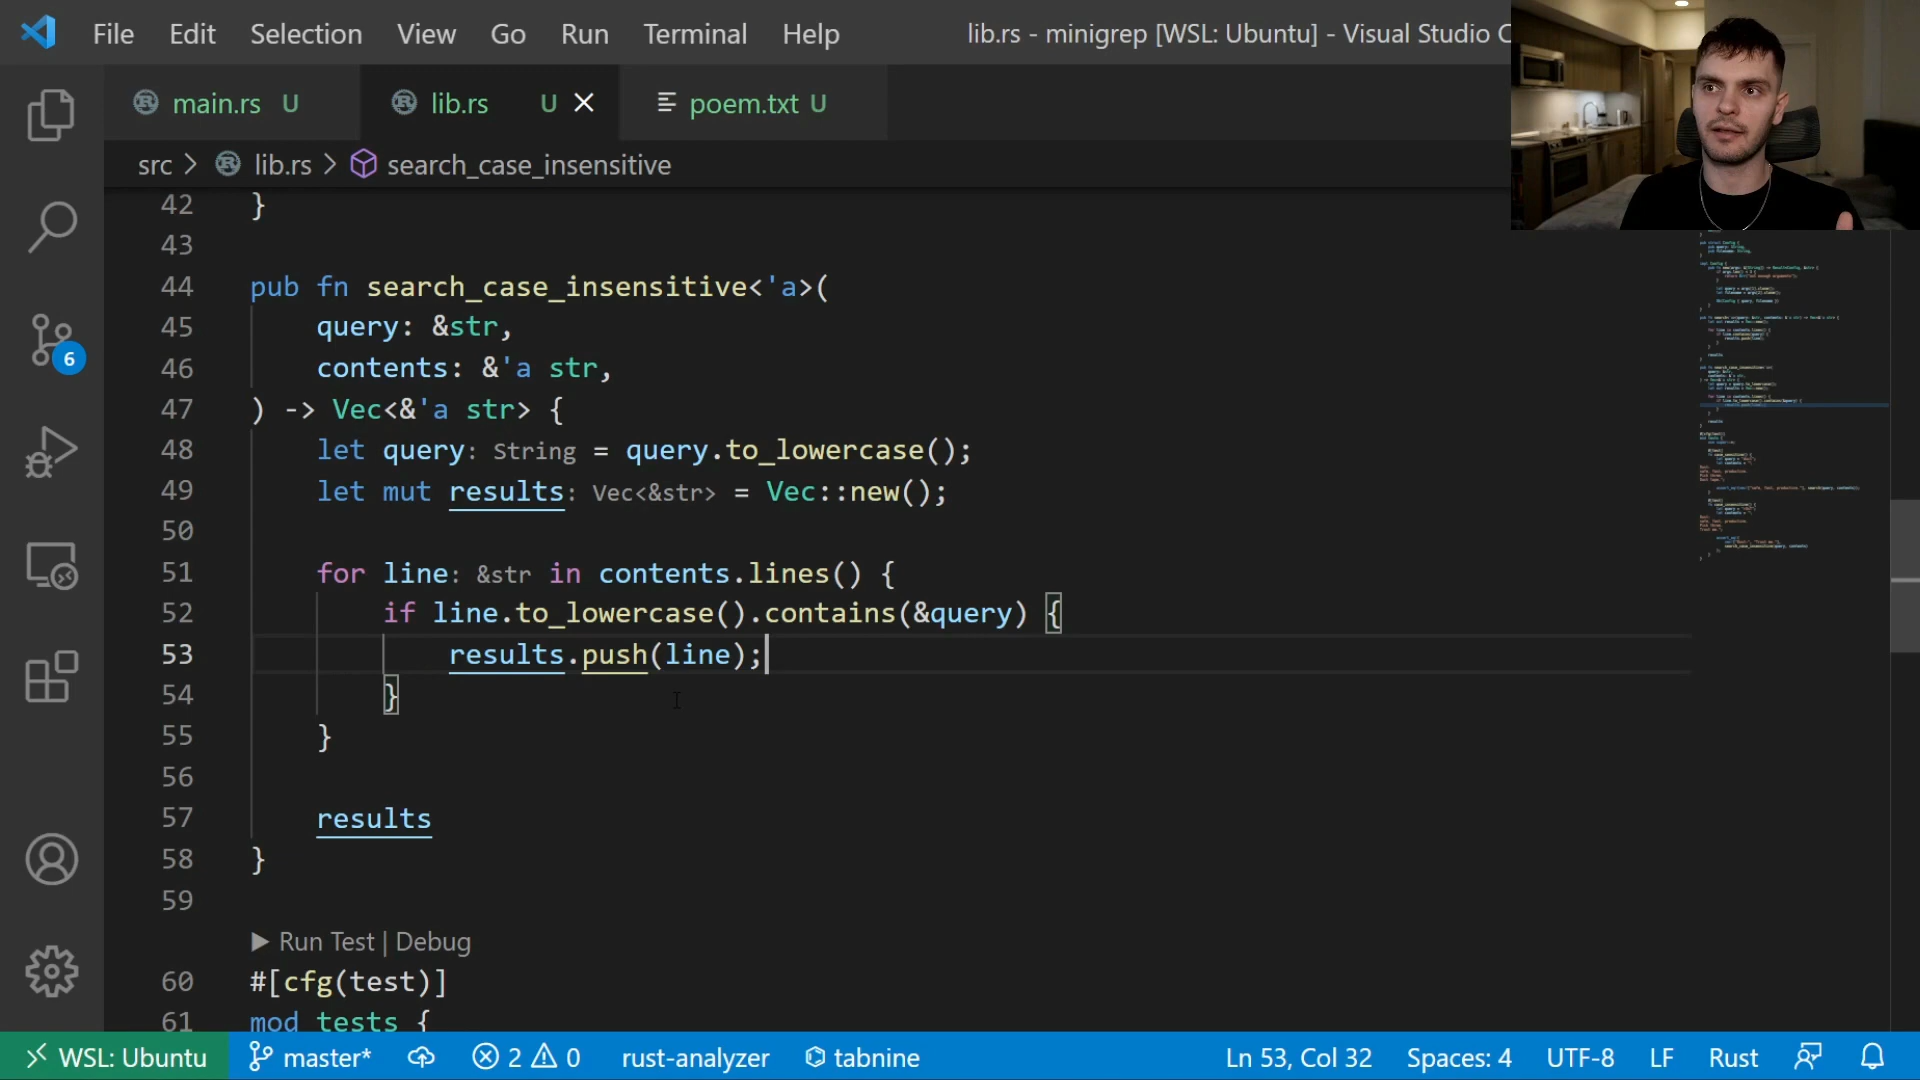 File Edit Selection View Go Run Terminal Help lib.rs - minigrep [WSL: Ubuntu] - Visual Studio
main.rs U lib.rs U poem.txt U
src > lib.rs > search_case_insensitive
42 }
43
44 pub fn search_case_insensitive<'a>(
45 query: &str,
46 contents: &'a str,
47 ) -> Vec<&'a str> {
48 let query: String = query.to_lowercase();
49 let mut results: Vec<&str> = Vec::new();
50
51 for line: &str in contents.lines() {
52 if line.to_lowercase().contains(&query) {
53 results.push(line);
54 }
55 }
56
57 results
58 }
59
Run Test | Debug
60 #[cfg(test)]
61 mod tests {
6
WSL: Ubuntu master* 2 0 rust-analyzer tabnine Ln 53, Col 32 Spaces: 4 UTF-8 LF Rust